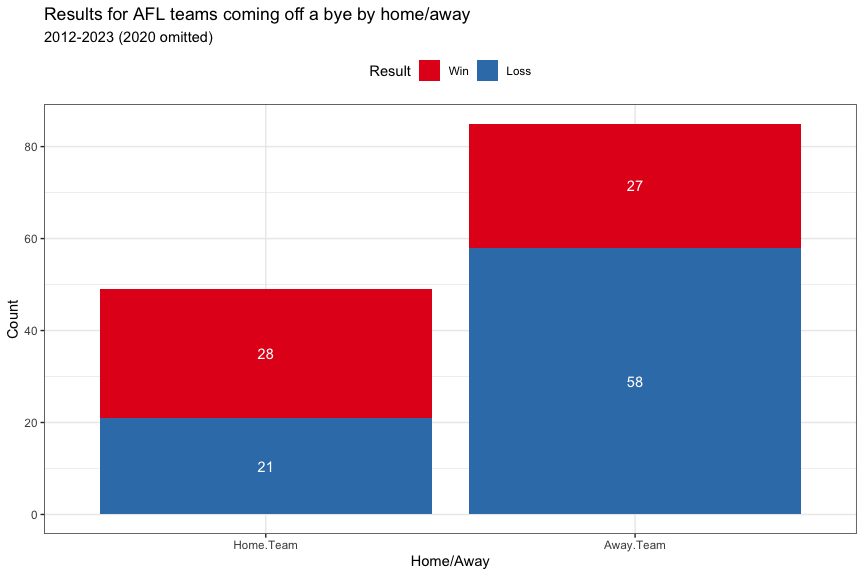 Results for AFL teams coming off a bye by home/away
2012-2023 (2020 omitted)
Result Win Loss
80
60
40
20
0
Count
27
28
58
21
Home.Team Away.Team
Home/Away